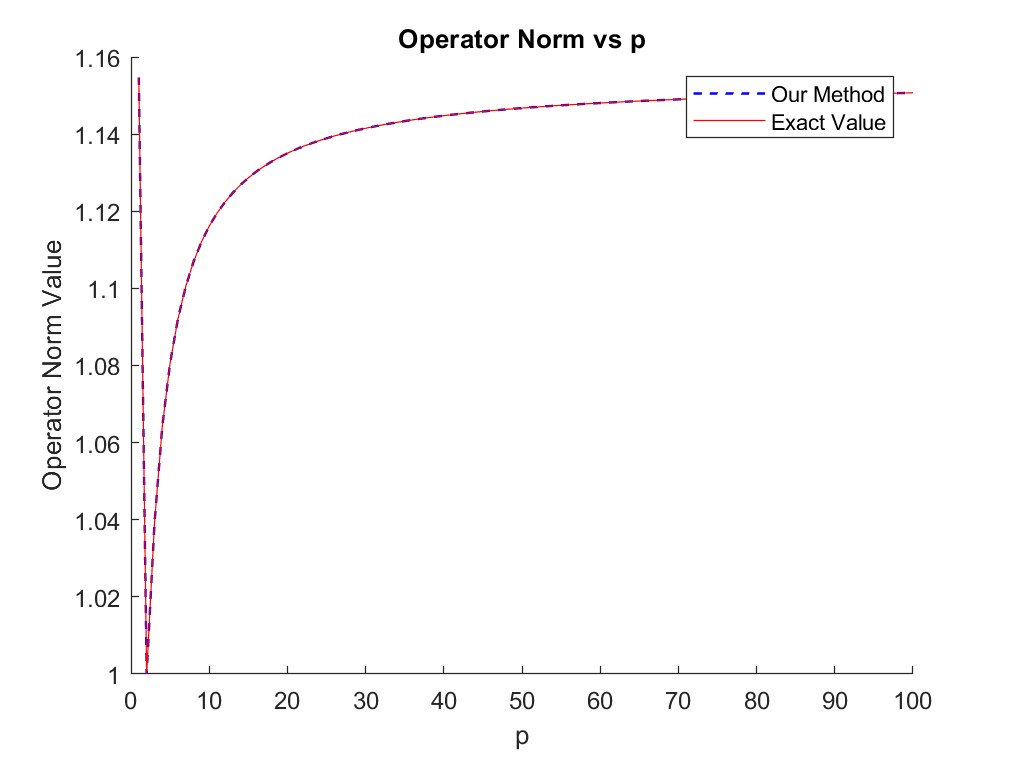 Operator Norm vs p
1.16
1.14
1.12
1.1
1.08
1.06
1.04
1.02
1
Operator Norm Value
Our Method
Exact Value
0 10 20 30 40 50 60 70 80 90 100
p